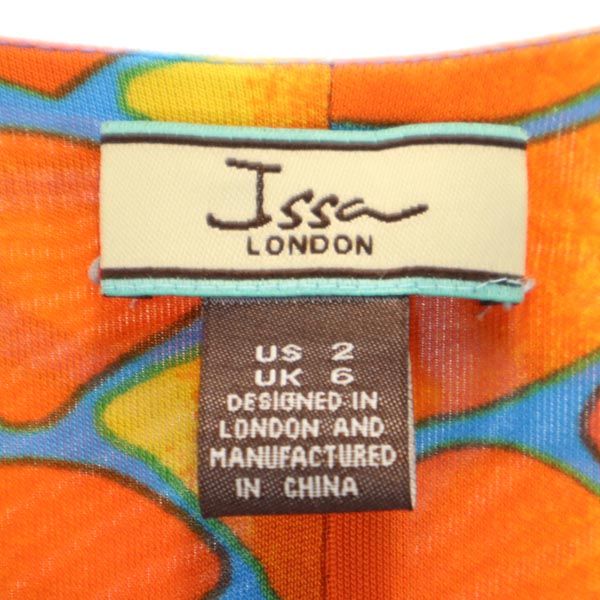 Issa
LONDON
US 2
UK 6
DESIGNED IN
LONDON AND
MANUFACTURED
IN CHINA